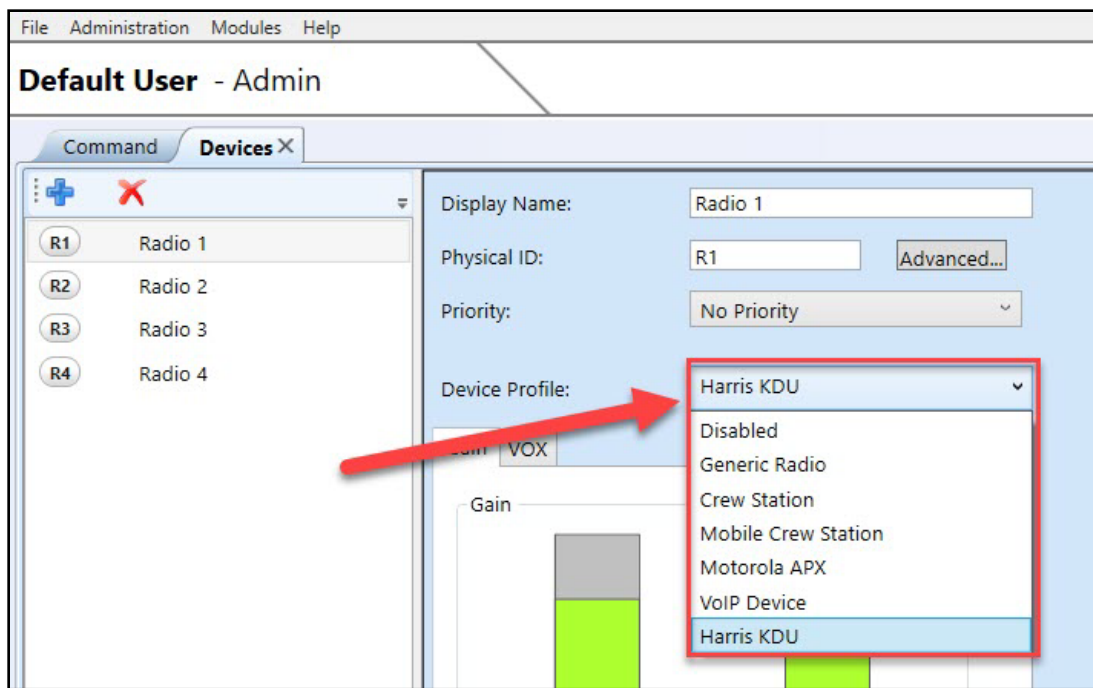 File Administration Modules Help
Default User - Admin
Command Devices
R1 Radio 1
R2 Radio 2
R3 Radio 3
R4 Radio 4
Display Name: Radio 1
Physical ID: R1 Advanced...
Priority: No Priority
Device Profile: Harris KDU
Disabled
Generic Radio
Crew Station
Mobile Crew Station
Motorola APX
VoIP Device
Harris KDU
VOX
Gain